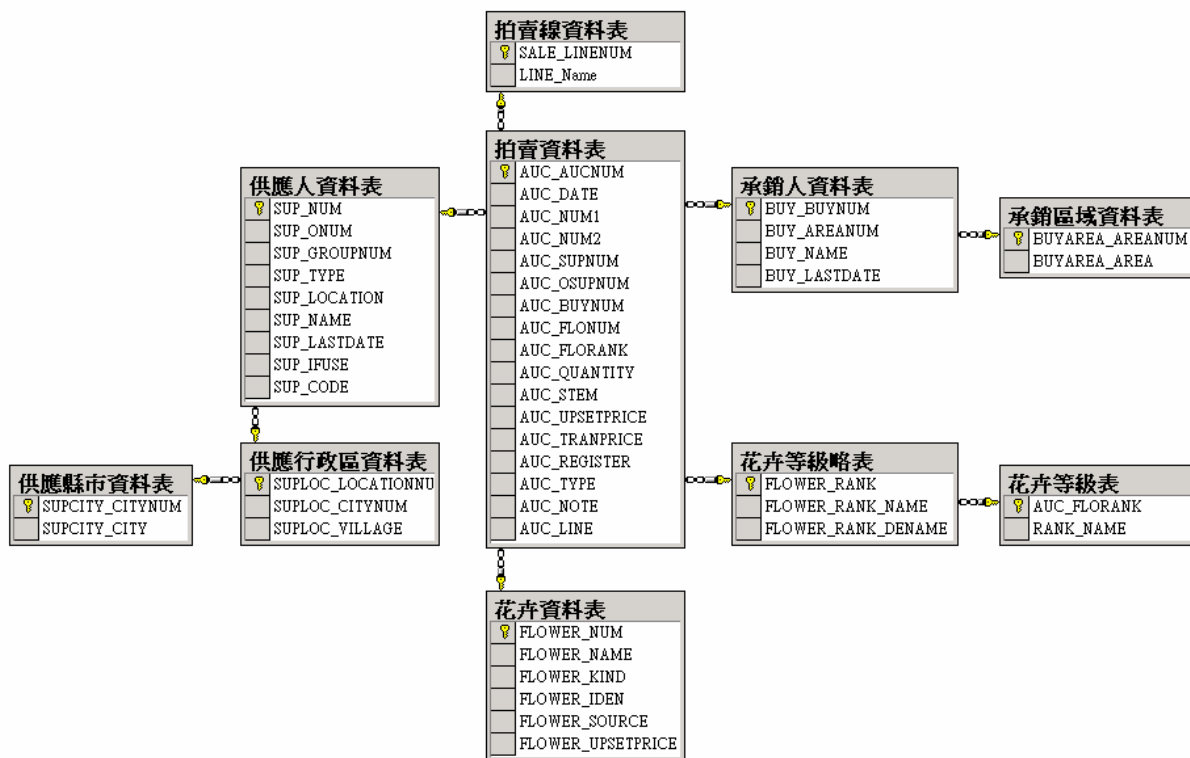 拍賣線資料表
SALE_LINENUM
LINE_Name
拍賣資料表
AUC_AUCNUM
AUC_DATE
AUC_NUM1
AUC_NUM2
AUC_SUPNUM
AUC_OSUPNUM
AUC_BUYNUM
AUC_FLONUM
AUC_FLORANK
AUC_QUANTITY
AUC_STEM
AUC_UPSETPRICE
AUC_TRANPRICE
AUC_REGISTER
AUC_TYPE
AUC_NOTE
AUC_LINE
供應人資料表
SUP_NUM
SUP_ONUM
SUP_GROUPNUM
SUP_TYPE
SUP_LOCATION
SUP_NAME
SUP_LASTDATE
SUP_IFUSE
SUP_CODE
承銷人資料表
BUY_BUYNUM
BUY_AREANUM
BUY_NAME
BUY_LASTDATE
承銷區域資料表
BUYAREA_AREANUM
BUYAREA_AREA
供應縣市資料表
SUPCITY_CITYNUM
SUPCITY_CITY
供應行政區資料表
SUPLOC_LOCATIONNU
SUPLOC_CITYNUM
SUPLOC_VILLAGE
花卉等級略表
FLOWER_RANK
FLOWER_RANK_NAME
FLOWER_RANK_DENAME
花卉等級表
AUC_FLORANK
RANK_NAME
花卉資料表
FLOWER_NUM
FLOWER_NAME
FLOWER_KIND
FLOWER_IDEN
FLOWER_SOURCE
FLOWER_UPSETPRICE